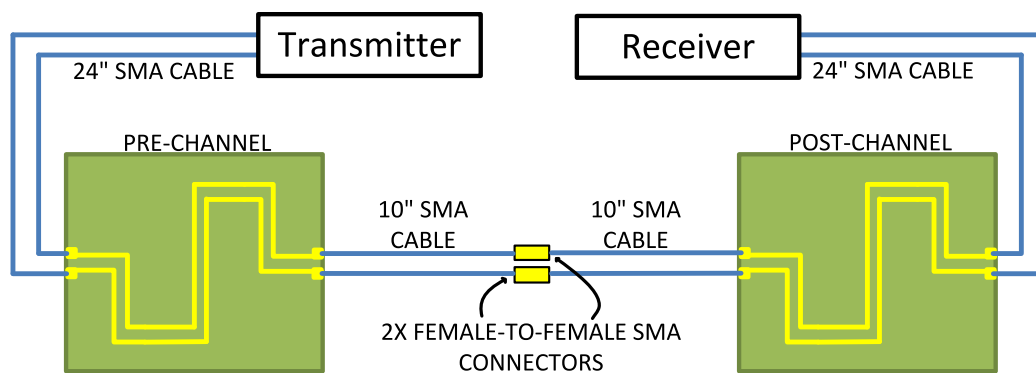 Transmitter
Receiver
24" SMA CABLE
24" SMA CABLE
PRE-CHANNEL
POST-CHANNEL
10" SMA
CABLE
10" SMA
CABLE
2X FEMALE-TO-FEMALE SMA
CONNECTORS